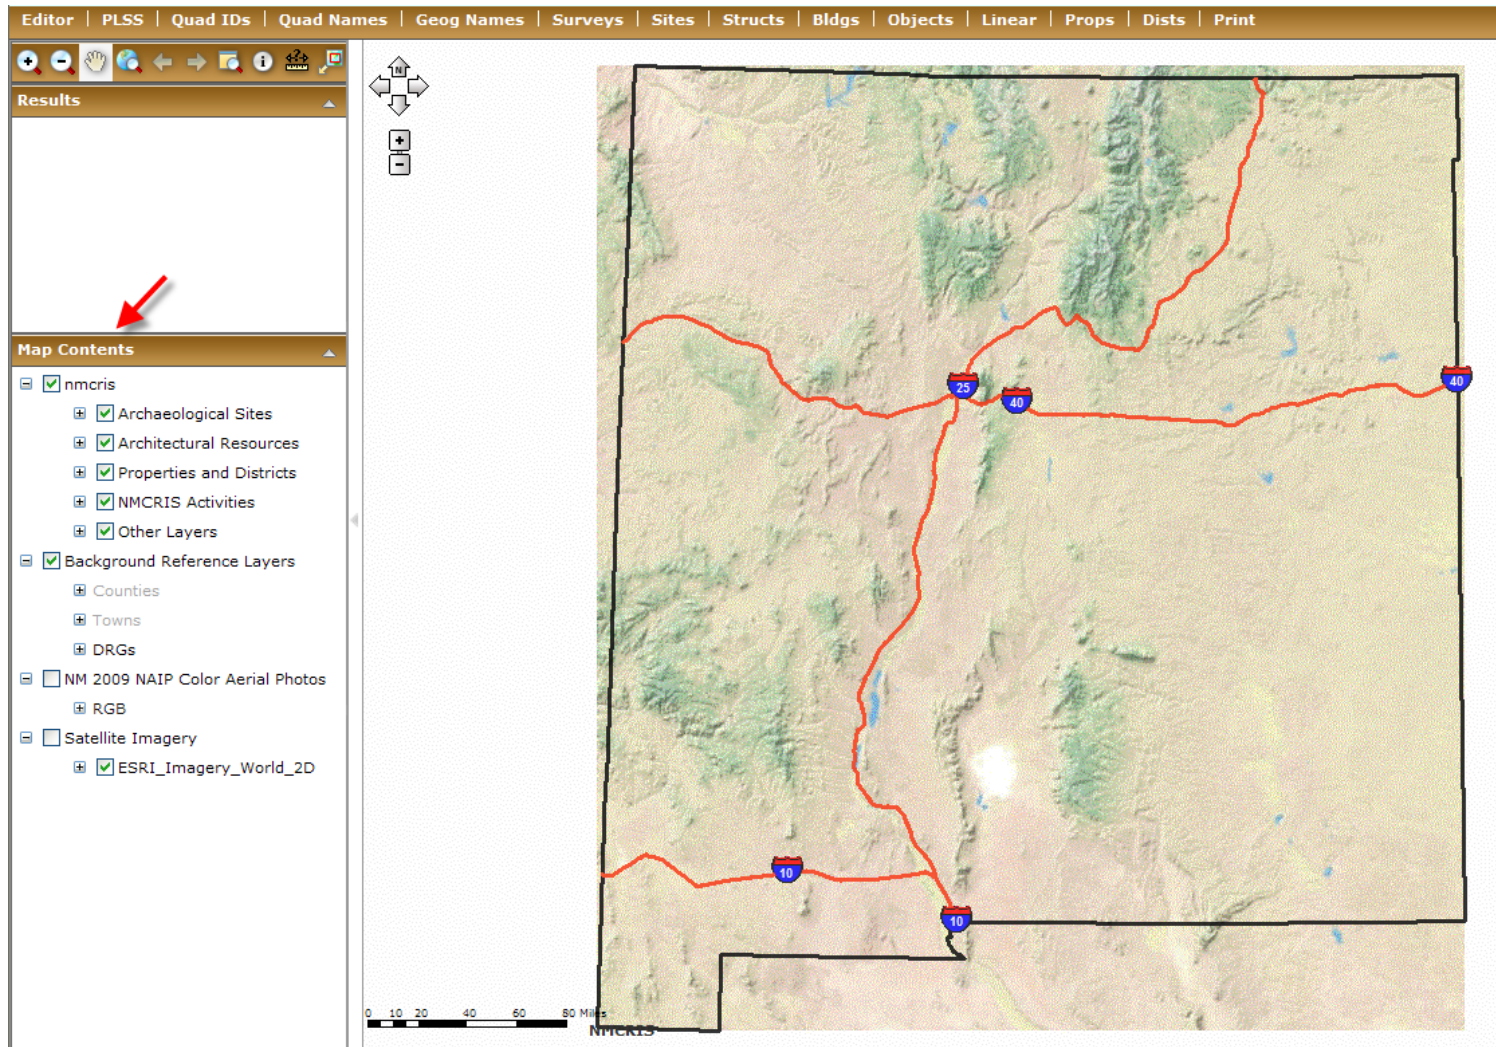 Editor | PLSS | Quad IDs | Quad Names | Geog Names | Surveys | Sites | Structs | Bldgs | Objects | Linear | Props | Dists | Print
Results
Map Contents
nmcris
Archaeological Sites
Architectural Resources
Properties and Districts
NMCRIS Activities
Other Layers
Background Reference Layers
Counties
Towns
DRGs
NM 2009 NAIP Color Aerial Photos
RGB
Satellite Imagery
ESRI_Imagery_World_2D
N
25
40
40
10
10
0 10 20 40 60 80 Miles
NMCRIS